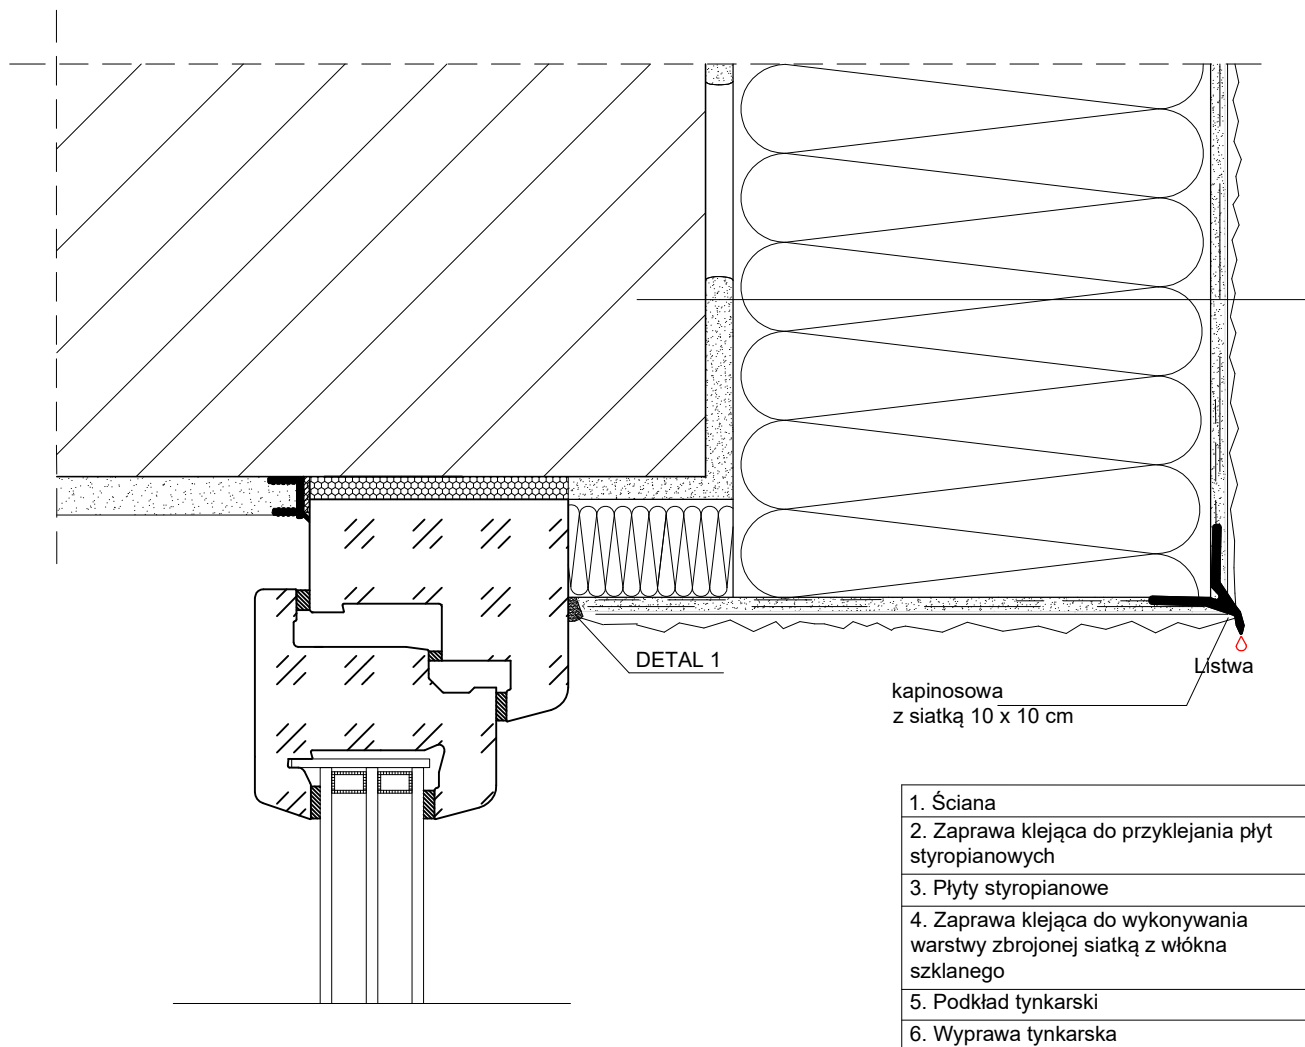 DETAL 1
Listwa
kapinosowa
z siatką 10 x 10 cm
1. Ściana
2. Zaprawa klejąca do przyklejania płyt
styropianowych
3. Płyty styropianowe
4. Zaprawa klejąca do wykonywania
warstwy zbrojonej siatką z włókna
szklanego
5. Podkład tynkarski
6. Wyprawa tynkarska